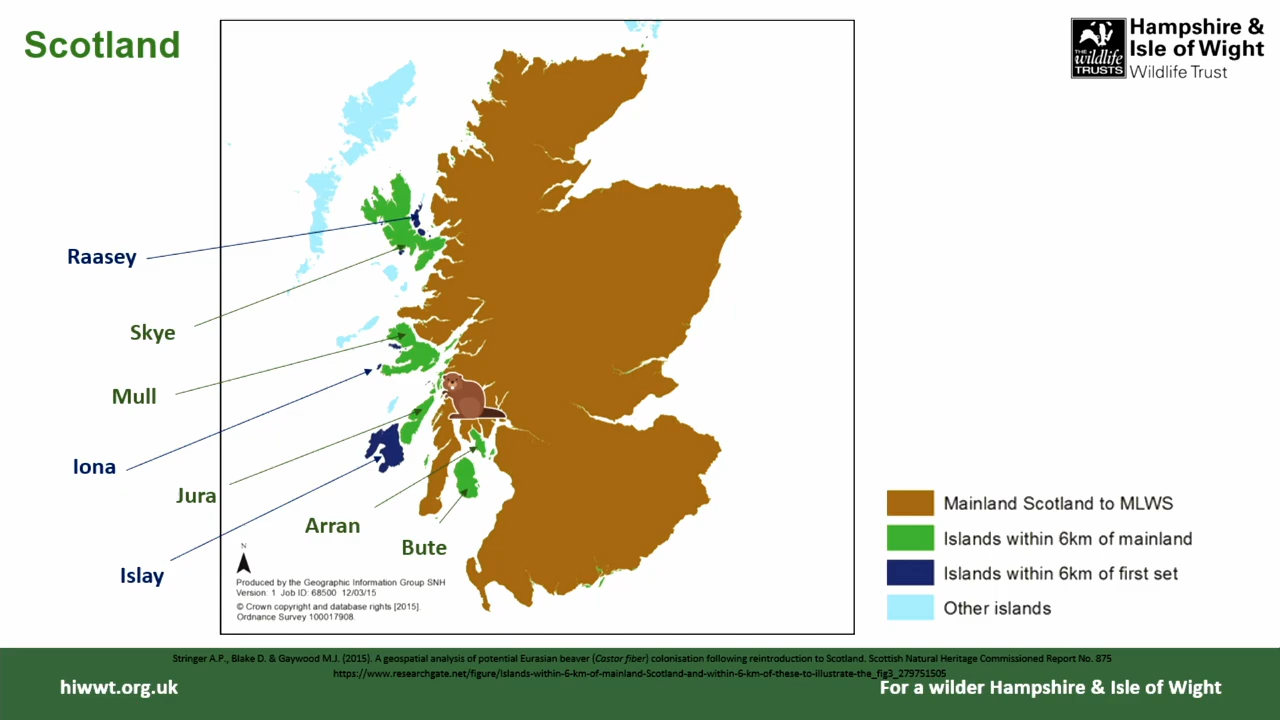 Scotland
THE
wildlife
TRUSTS
Hampshire &
Isle of Wight
Wildlife Trust
Raasey
Skye
Mull
Iona
Jura
Arran
Bute
Islay
N
Produced by the Geographic Information Group SNH
Version: 1 Job ID: 68500 12/03/15
© Crown copyright and database rights [2015].
Ordnance Survey 100017908.
Mainland Scotland to MLWS
Islands within 6km of mainland
Islands within 6km of first set
Other islands
Stringer A.P., Blake D. & Gaywood M.J. (2015). A geospatial analysis of potential Eurasian beaver (Castor fiber) colonisation following reintroduction to Scotland. Scottish Natural Heritage Commissioned Report No. 875
https://www.researchgate.net/figure/Islands-within-6-km-of-mainland-Scotland-and-within-6-km-of-these-to-illustrate-the_fig3_279751505
hiwwt.org.uk
For a wilder Hampshire & Isle of Wight